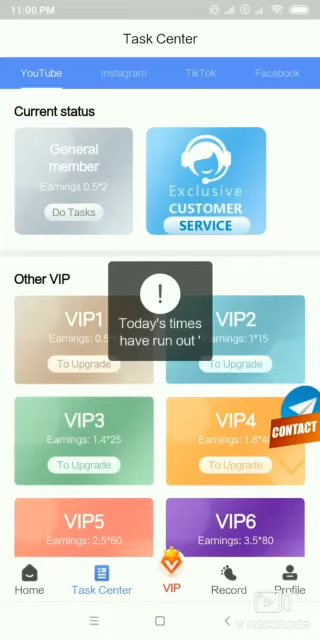 11:00 PM
Task Center
YouTube
Instagram
TikTok
Facebook
Current status
General
member
Earnings 0.5*2
Do Tasks
Exclusive
CUSTOMER
SERVICE
Other VIP
!
Today's times
have run out '
VIP1
Earnings: 0.5
To Upgrade
VIP2
1*15
To Upgrade
VIP3
Earnings: 1.4*25
To Upgrade
VIP4
Earnings: 1.8*4
To Upgrade
CONTACT
VIP5
Earnings: 2.5*60
VIP6
Earnings: 3.5*80
Home
Task Center
VIP
Record
Profile
V RECORDER